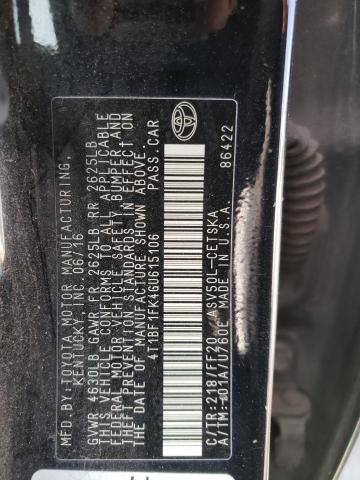 MFD BY:TOYOTA MOTOR MANUFACTURING,
KENTUCKY, INC. 06/16
GVWR 4630LB GAWR FR 2625LB RR 2625LB
THIS VEHICLE CONFORMS TO ALL APPLICABLE
FEDERAL MOTOR VEHICLE SAFETY, BUMPER, AND
THEFT PREVENTION STANDARDS IN EFFECT ON
THE DATE OF MANUFACTURE SHOWN ABOVE.
4T1BF1FK4GU615106 PASS.CAR
C/TR:218/FF20 ASV50L-CETSKA
A/TM:-01A/U760E MADE IN U.S.A. 86422